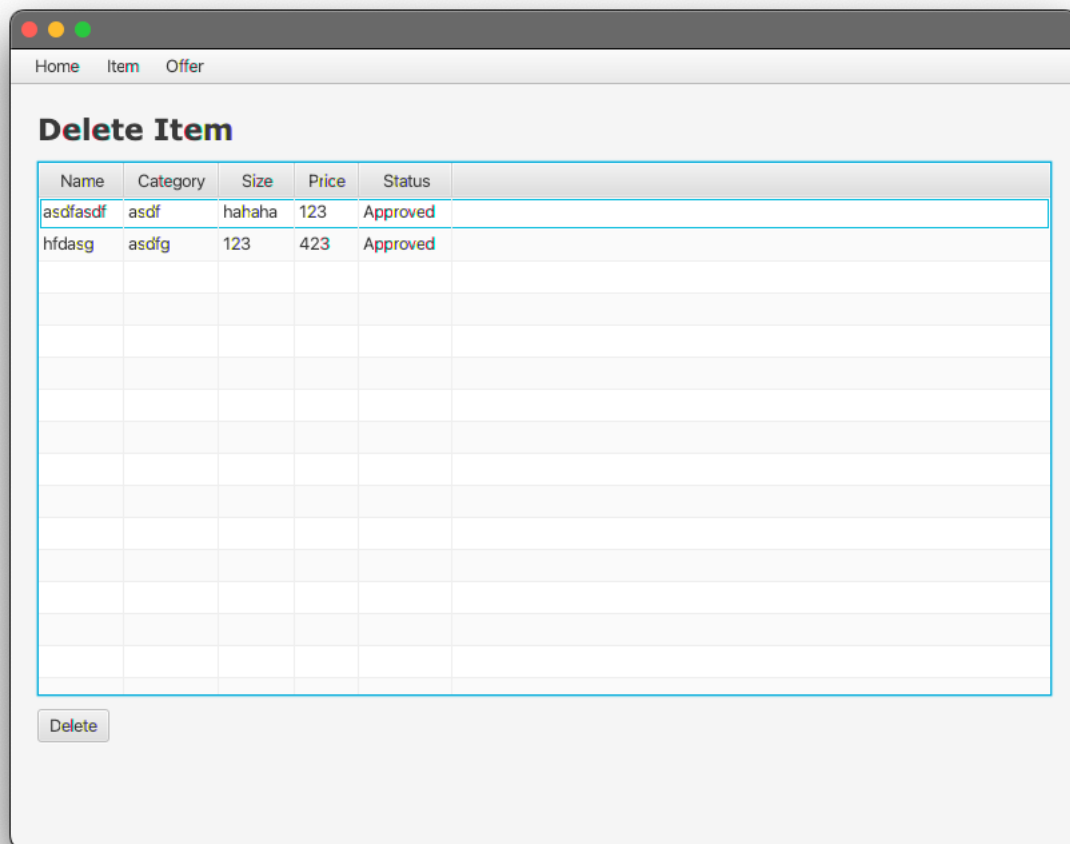 Home Item Offer
Delete Item
Name Category Size Price Status
asdfasdf asdf hahaha 123 Approved
hfdasg asdfg 123 423 Approved
Delete